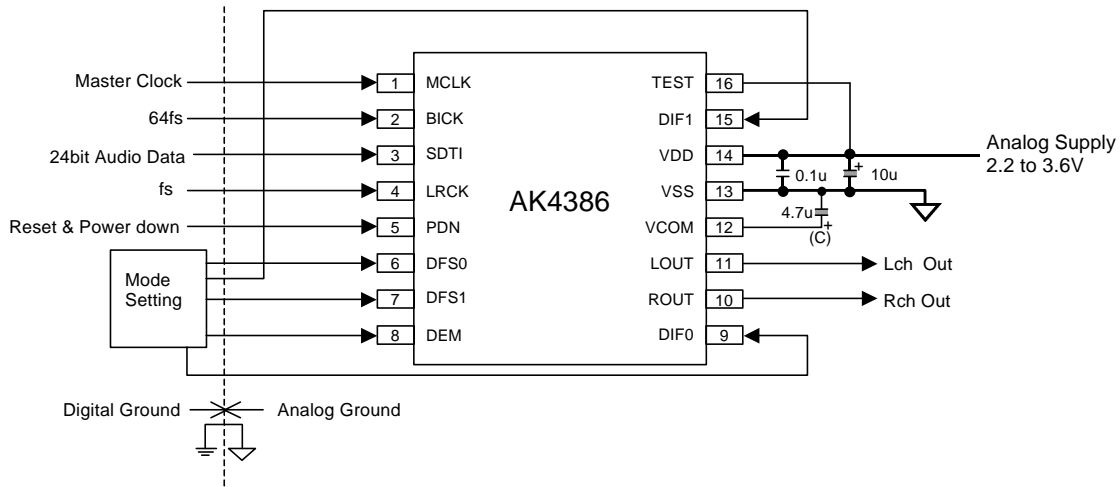 Master Clock
64fs
24bit Audio Data
fs
Reset & Power down
Mode
Setting
1 MCLK
2 BICK
3 SDTI
4 LRCK
5 PDN
6 DFS0
7 DFS1
8 DEM
AK4386
TEST 16
DIF1 15
VDD 14
VSS 13
VCOM 12
LOUT 11
ROUT 10
DIF0 9
0.1u
+
10u
4.7u
+
(C)
Analog Supply
2.2 to 3.6V
Lch Out
Rch Out
Digital Ground
Analog Ground